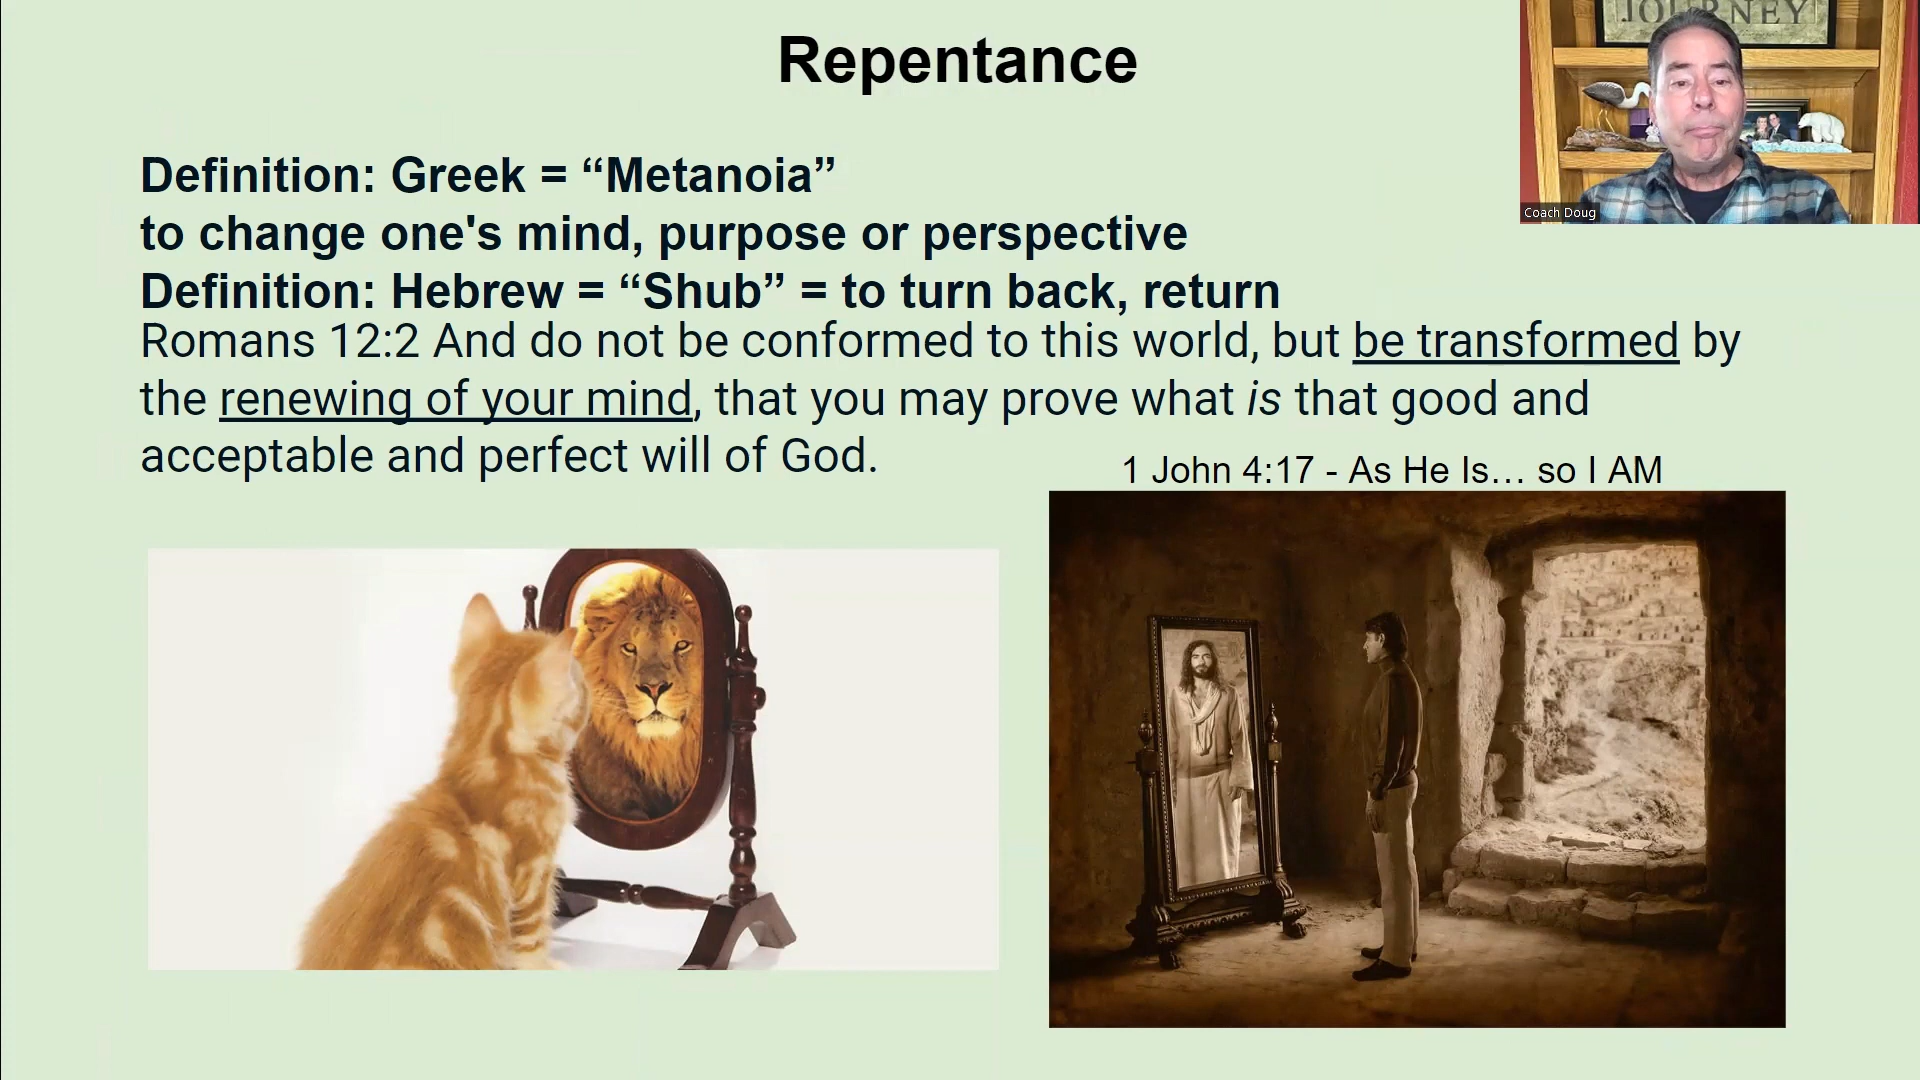 Repentance
JOURNEY
Coach Doug
Definition: Greek = “Metanoia”
to change one's mind, purpose or perspective
Definition: Hebrew = “Shub” = to turn back, return
Romans 12:2 And do not be conformed to this world, but be transformed by
the renewing of your mind, that you may prove what is that good and
acceptable and perfect will of God.
1 John 4:17 - As He Is… so I AM